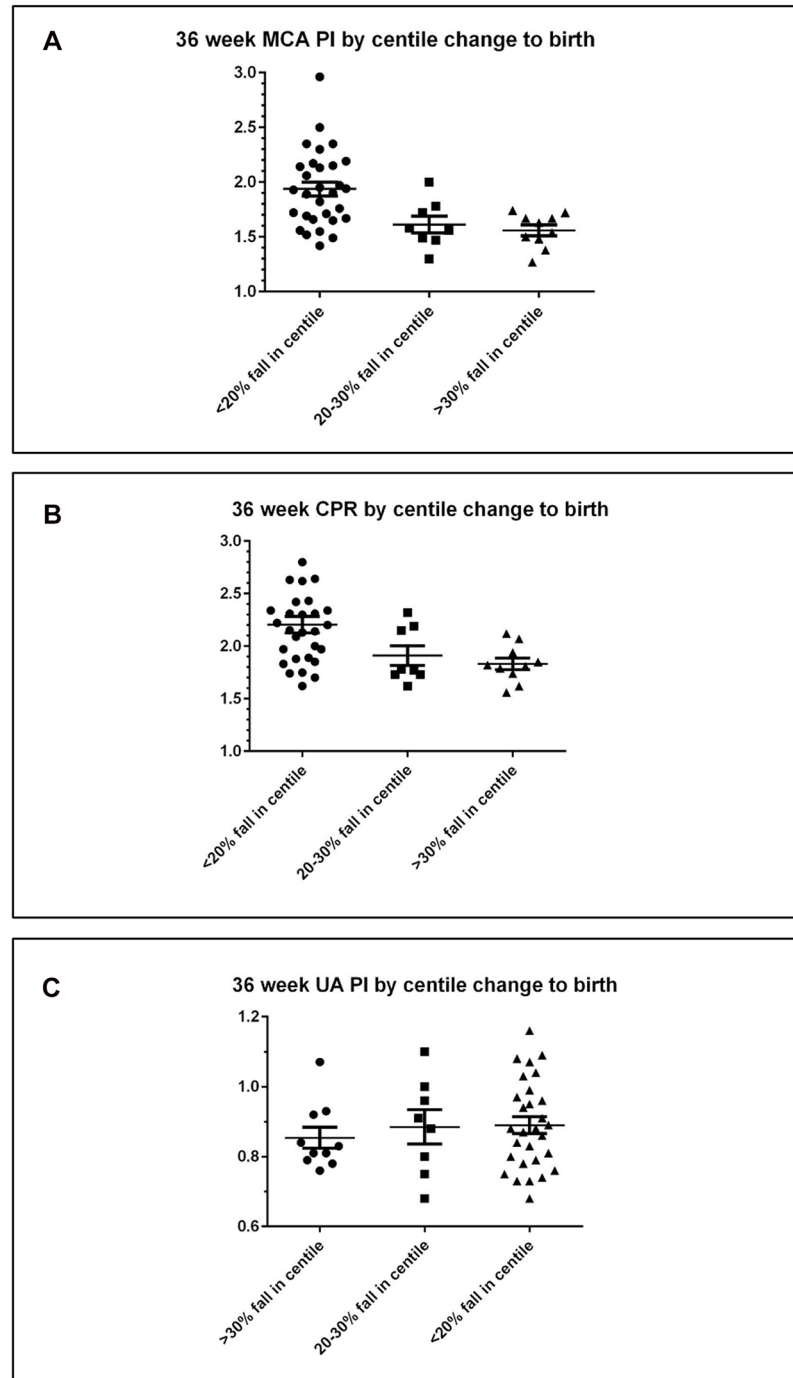 A
36 week MCA PI by centile change to birth
3.0
2.5
2.0
1.5
1.0
<20% fall in centile
20-30% fall in centile
>30% fall in centile
B
36 week CPR by centile change to birth
3.0
2.5
2.0
1.5
1.0
<20% fall in centile
20-30% fall in centile
>30% fall in centile
C
36 week UA PI by centile change to birth
1.2
1.0
0.8
0.6
>30% fall in centile
20-30% fall in centile
<20% fall in centile